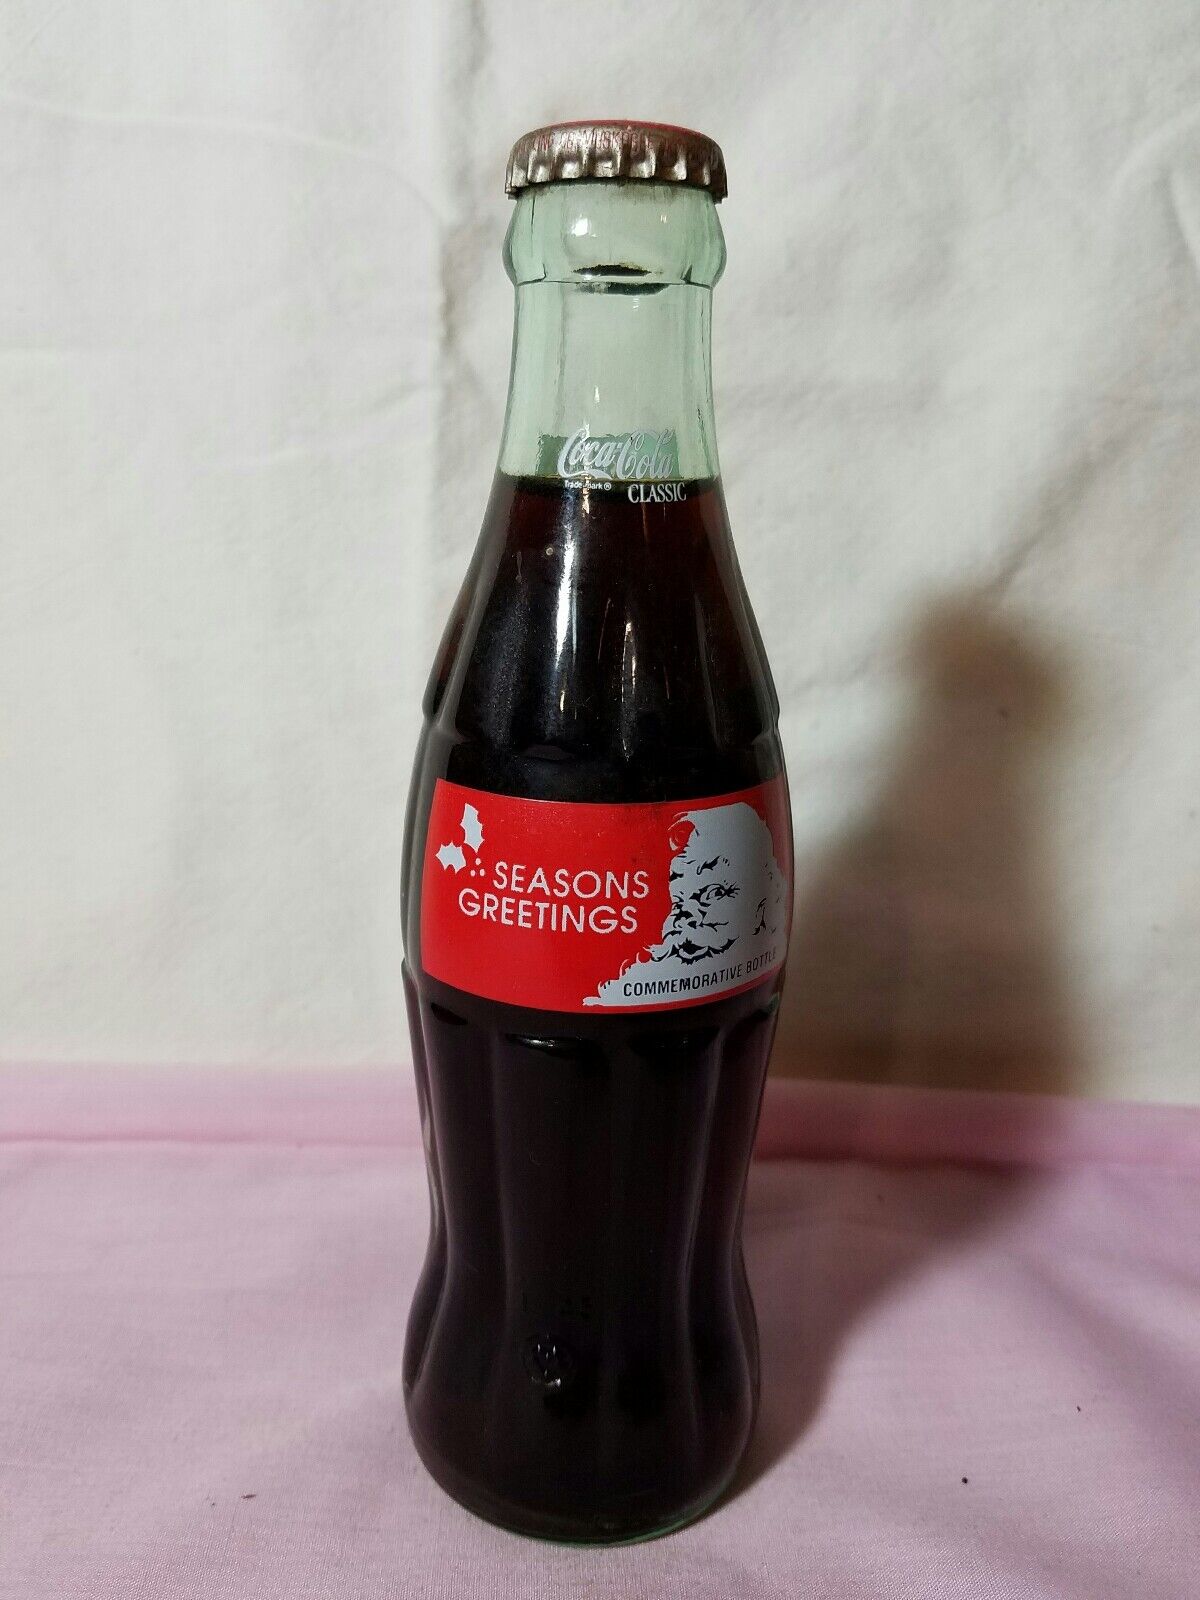 Coca-Cola
Trade-mark ®
CLASSIC
SEASONS
GREETINGS
COMMEMORATIVE BOTTLE